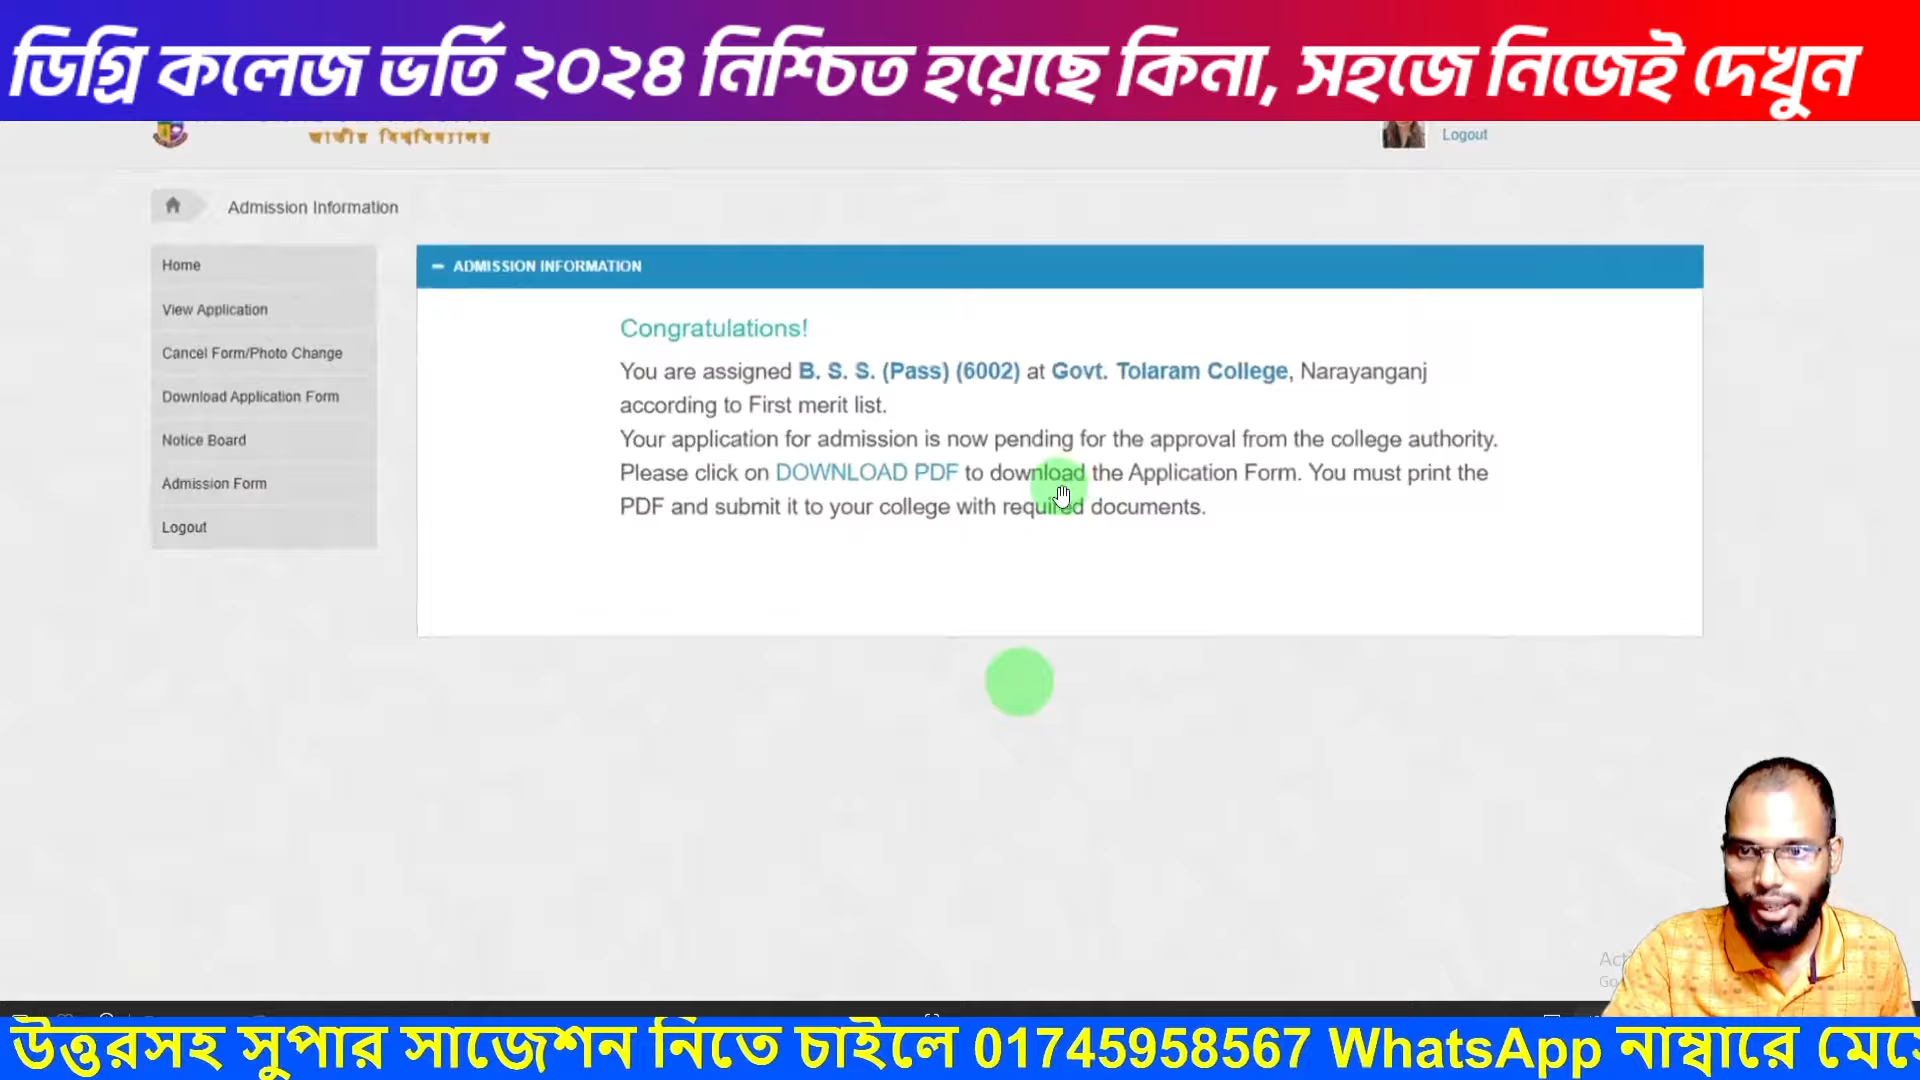 ডিগ্রি কলেজ ভর্তি ২০২৪ নিশ্চিত হয়েছে কিনা, সহজে নিজেই দেখুন
জাতীয় বিশ্ববিদ্যালয়
Logout
Admission Information
Home
View Application
Cancel Form/Photo Change
Download Application Form
Notice Board
Admission Form
Logout
ADMISSION INFORMATION
Congratulations!
You are assigned B. S. S. (Pass) (6002) at Govt. Tolaram College, Narayanganj
according to First merit list.
Your application for admission is now pending for the approval from the college authority.
Please click on DOWNLOAD PDF to download the Application Form. You must print the
PDF and submit it to your college with required documents.
উত্তরসহ সুপার সাজেশন নিতে চাইলে 01745958567 WhatsApp নাম্বারে